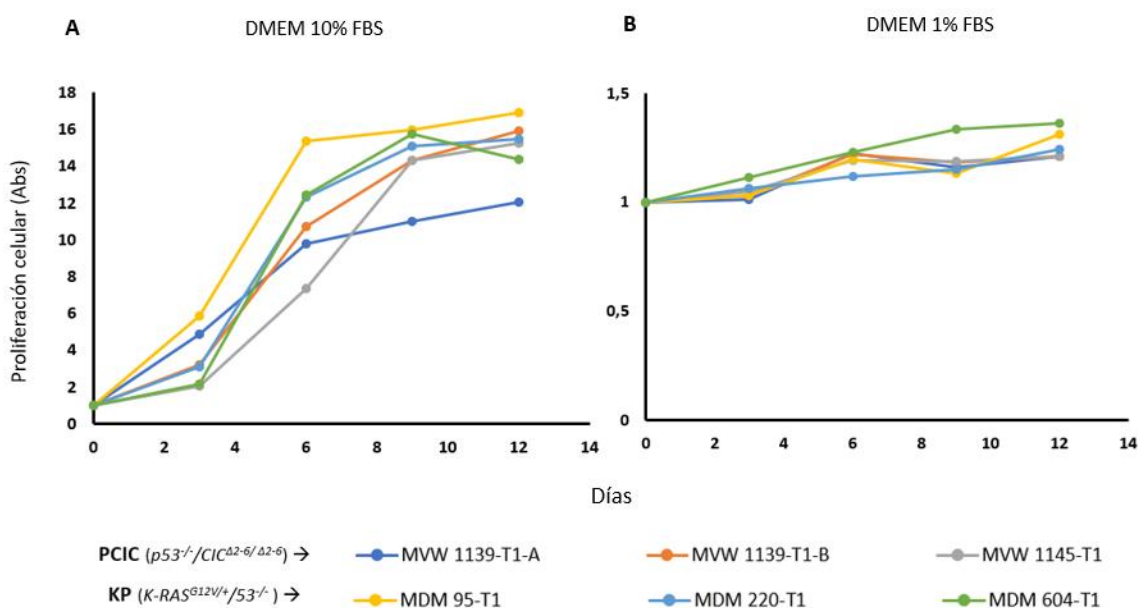 A
DMEM 10% FBS
B
DMEM 1% FBS
Proliferación celular (Abs)
18
16
14
12
10
8
6
4
2
0
0 2 4 6 8 10 12 14
1,5
1
0,5
0
0 2 4 6 8 10 12 14
Días
PCIC (p53-/-/CICΔ2-6/ Δ2-6) → MVW 1139-T1-A MVW 1139-T1-B MVW 1145-T1
KP (K-RASG12V/+/53-/- ) → MDM 95-T1 MDM 220-T1 MDM 604-T1